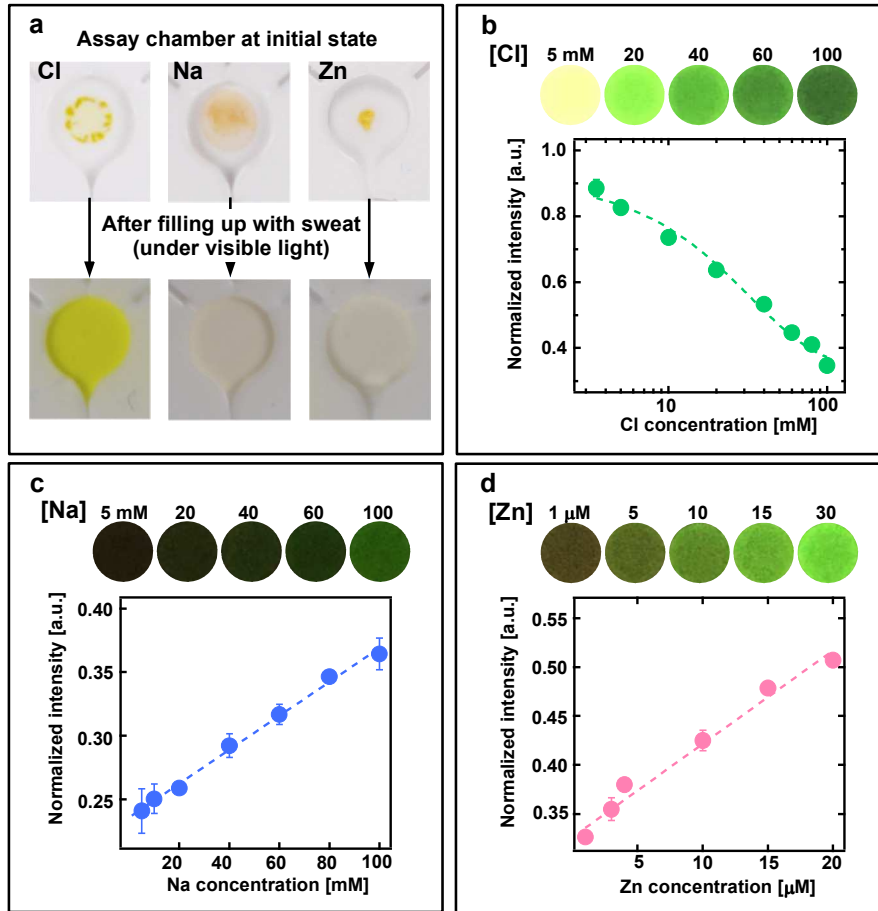 a
Assay chamber at initial state
Cl Na Zn
After filling up with sweat
(under visible light)
b
[Cl] 5 mM 20 40 60 100
1.0
0.8
0.6
0.4
Normalized intensity [a.u.]
10 100
Cl concentration [mM]
c
[Na] 5 mM 20 40 60 100
0.40
0.35
0.30
0.25
Normalized intensity [a.u.]
20 40 60 80 100
Na concentration [mM]
d
[Zn] 1 μM 5 10 15 30
0.55
0.50
0.45
0.40
0.35
Normalized intensity [a.u.]
5 10 15 20
Zn concentration [μM]